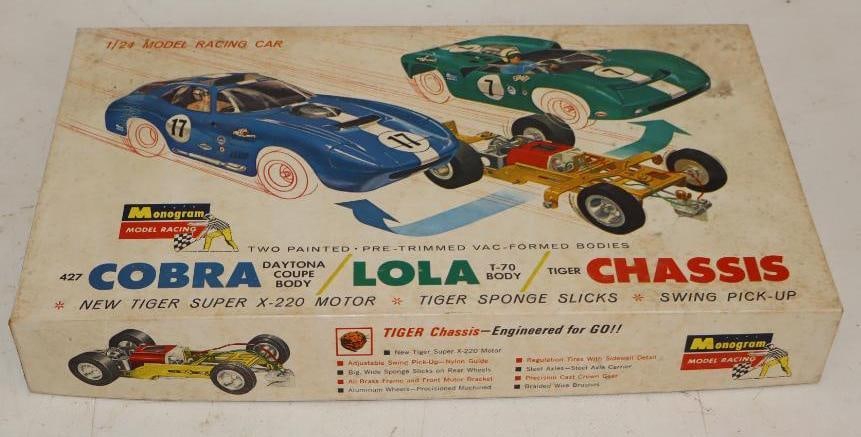 1/24 MODEL RACING CAR
7
7
17
17
Monogram
MODEL RACING
TWO PAINTED • PRE-TRIMMED VAC-FORMED BODIES
427 COBRA DAYTONA COUPE BODY / LOLA T-70 BODY / TIGER CHASSIS
* NEW TIGER SUPER X-220 MOTOR * TIGER SPONGE SLICKS * SWING PICK-UP
TIGER Chassis—Engineered for GO!!
■ New Tiger Super X-220 Motor
■ Adjustable Swing Pick-Up—Nylon Guide
■ Big, Wide Sponge Slicks on Rear Wheels
■ All Brass Frame and Front Motor Bracket
■ Aluminum Wheels—Precisioned Machined
■ Regulation Tires With Sidewall Detail
■ Steel Axles—Steel Axle Carrier
■ Precision Cast Crown Gear
■ Braided Wire Brushes
Monogram
MODEL RACING